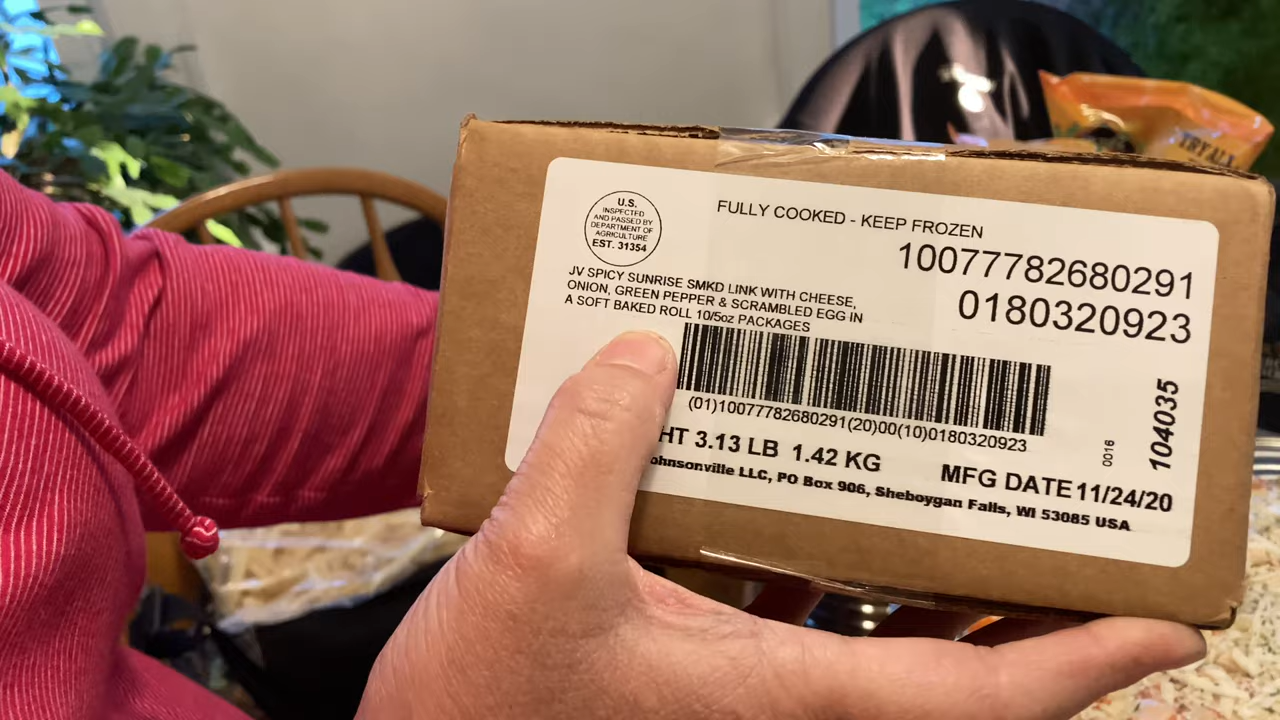 U.S.
INSPECTED
AND PASSED BY
DEPARTMENT OF
AGRICULTURE
EST. 31354
FULLY COOKED - KEEP FROZEN
10077782680291
0180320923
JV SPICY SUNRISE SMKD LINK WITH CHEESE,
ONION, GREEN PEPPER & SCRAMBLED EGG IN
A SOFT BAKED ROLL 10/5oz PACKAGES
(01)10077782680291(20)00(10)0180320923
HT 3.13 LB 1.42 KG
MFG DATE 11/24/20
ohnsonville LLC, PO Box 906, Sheboygan Falls, WI 53085 USA
0016
104035